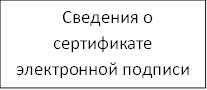 Сведения о
сертификате
электронной подписи